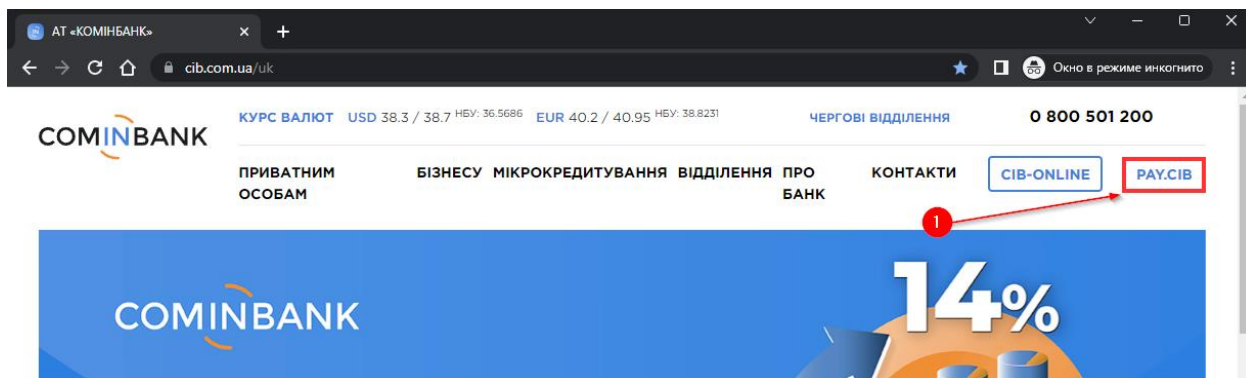 АТ «КОМІНБАНК»
cib.com.ua/uk
Окно в режиме инкогнито
COMINBANK
КУРС ВАЛЮТ USD 38.3 / 38.7 НБУ: 36.5686 EUR 40.2 / 40.95 НБУ: 38.8231 ЧЕРГОВІ ВІДДІЛЕННЯ 0 800 501 200
ПРИВАТНИМ ОСОБАМ
БІЗНЕСУ
МІКРОКРЕДИТУВАННЯ
ВІДДІЛЕННЯ
ПРО БАНК
КОНТАКТИ
CIB-ONLINE
PAY.CIB
1
COMINBANK
14%